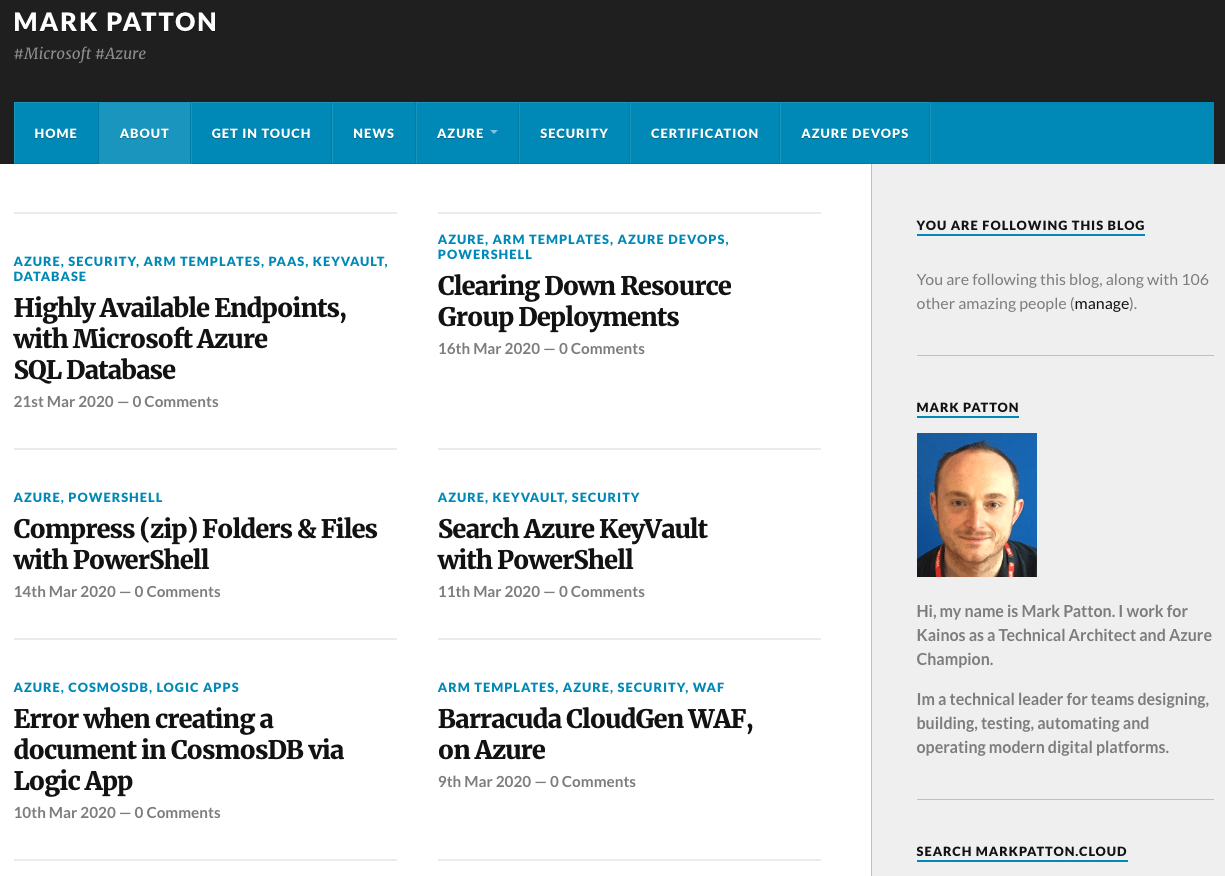 MARK PATTON
#Microsoft #Azure
HOME ABOUT GET IN TOUCH NEWS AZURE SECURITY CERTIFICATION AZURE DEVOPS
AZURE, SECURITY, ARM TEMPLATES, PAAS, KEYVAULT,
DATABASE
Highly Available Endpoints,
with Microsoft Azure
SQL Database
21st Mar 2020 — 0 Comments
AZURE, ARM TEMPLATES, AZURE DEVOPS,
POWERSHELL
Clearing Down Resource
Group Deployments
16th Mar 2020 — 0 Comments
AZURE, POWERSHELL
Compress (zip) Folders & Files
with PowerShell
14th Mar 2020 — 0 Comments
AZURE, KEYVAULT, SECURITY
Search Azure KeyVault
with PowerShell
11th Mar 2020 — 0 Comments
AZURE, COSMOSDB, LOGIC APPS
Error when creating a
document in CosmosDB via
Logic App
10th Mar 2020 — 0 Comments
ARM TEMPLATES, AZURE, SECURITY, WAF
Barracuda CloudGen WAF,
on Azure
9th Mar 2020 — 0 Comments
YOU ARE FOLLOWING THIS BLOG
You are following this blog, along with 106
other amazing people (manage).
MARK PATTON
Hi, my name is Mark Patton. I work for
Kainos as a Technical Architect and Azure
Champion.
Im a technical leader for teams designing,
building, testing, automating and
operating modern digital platforms.
SEARCH MARKPATTON.CLOUD